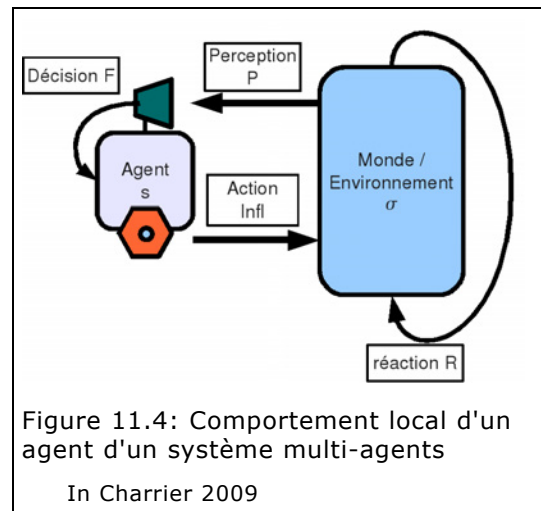 Décision F
Perception
P
Agent
s
Action
Infl
Monde /
Environnement
σ
réaction R
Figure 11.4: Comportement local d'un
agent d'un système multi-agents
In Charrier 2009